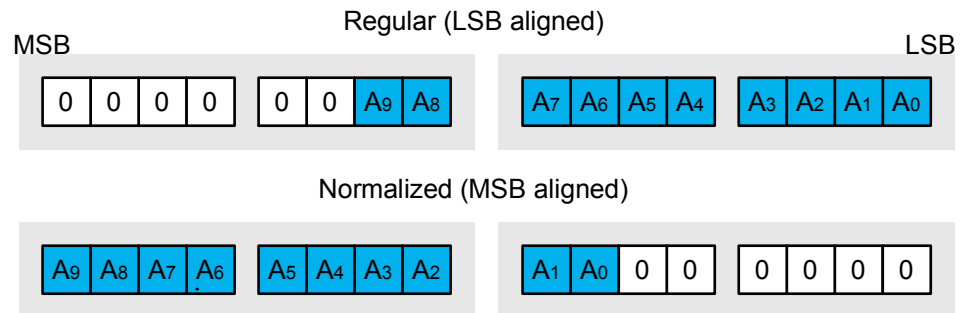 Regular (LSB aligned)
MSB LSB
0 0 0 0 0 0 A9 A8 A7 A6 A5 A4 A3 A2 A1 A0
Normalized (MSB aligned)
A9 A8 A7 A6 A5 A4 A3 A2 A1 A0 0 0 0 0 0 0